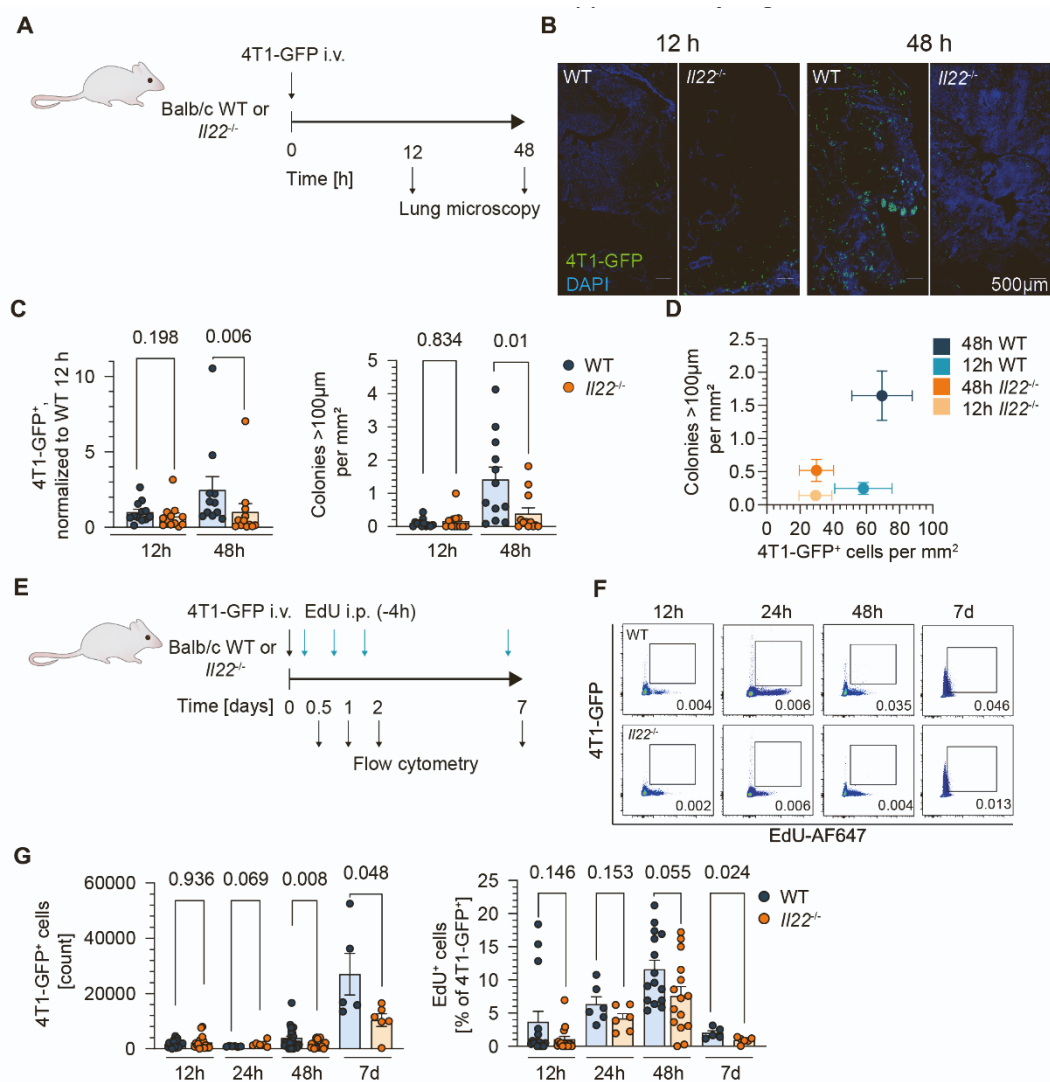 A
4T1-GFP i.v.
Balb/c WT or
Il22-/-
0
12
48
Time [h]
Lung microscopy
B
12 h
48 h
WT
Il22-/-
WT
Il22-/-
4T1-GFP
DAPI
500µm
C
4T1-GFP+,
normalized to WT 12 h
10
5
0
0.198
0.006
12h
48h
Colonies >100µm
per mm²
5
4
3
2
1
0
0.834
0.01
12h
48h
WT
Il22-/-
D
Colonies >100µm
per mm²
2.5
2.0
1.5
1.0
0.5
0.0
0 20 40 60 80 100
4T1-GFP+ cells per mm²
48h WT
12h WT
48h Il22-/-
12h Il22-/-
E
4T1-GFP i.v.
EdU i.p. (-4h)
Balb/c WT or
Il22-/-
Time [days]
0 0.5 1 2 7
Flow cytometry
F
12h
24h
48h
7d
4T1-GFP
WT
0.004
0.006
0.035
0.046
Il22-/-
0.002
0.006
0.004
0.013
EdU-AF647
G
4T1-GFP+ cells
[count]
60000
40000
20000
0
0.936
0.069
0.008
0.048
12h
24h
48h
7d
EdU+ cells
[% of 4T1-GFP+]
25
20
15
10
5
0
0.146
0.153
0.055
0.024
12h
24h
48h
7d
WT
Il22-/-